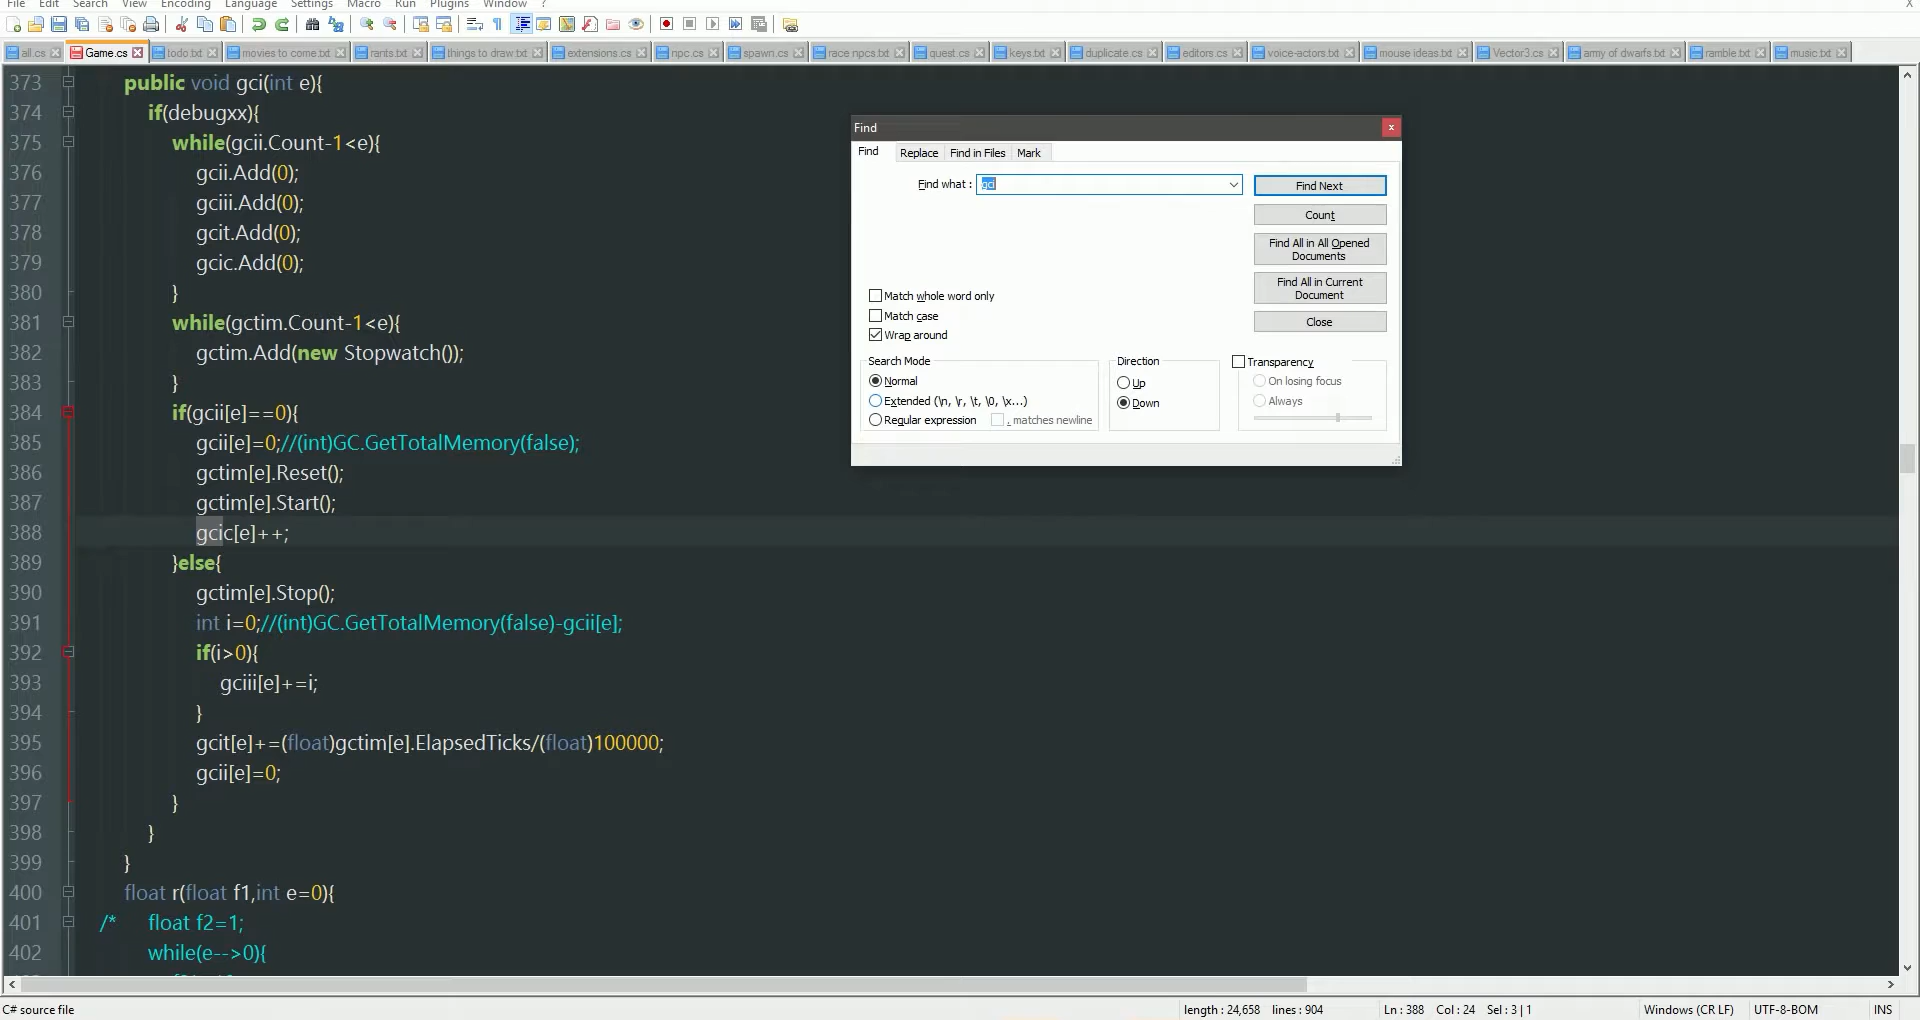 File Edit Search View Encoding Language Settings Macro Run Plugins Window ? X
all.cs Game.cs todo.txt movies to come.txt rants.txt things to draw.txt extensions.cs npc.cs spawn.cs race npcs.txt quest.cs keys.txt duplicate.cs editors.cs voice-actors.txt mouse ideas.txt Vector3.cs army of dwarfs.txt ramble.txt music.txt
373 public void gci(int e){
374 if(debugxx){
375 while(gcii.Count-1<e){
376 gcii.Add(0);
377 gciii.Add(0);
378 gcit.Add(0);
379 gcic.Add(0);
380 }
381 while(gctim.Count-1<e){
382 gctim.Add(new Stopwatch());
383 }
384 if(gcii[e]==0){
385 gcii[e]=0;//(int)GC.GetTotalMemory(false);
386 gctim[e].Reset();
387 gctim[e].Start();
388 gcic[e]++;
389 }else{
390 gctim[e].Stop();
391 int i=0;//(int)GC.GetTotalMemory(false)-gcii[e];
392 if(i>0){
393 gciii[e]+=i;
394 }
395 gcit[e]+=(float)gctim[e].ElapsedTicks/(float)100000;
396 gcii[e]=0;
397 }
398 }
399 }
400 float r(float f1,int e=0){
401 /* float f2=1;
402 while(e-->0){
Find x
Find Replace Find in Files Mark
Find what : gci
Find Next
Count
Find All in All Opened
Documents
Find All in Current
Document
Close
Match whole word only
Match case
Wrap around
Search Mode
Normal
Extended (\n, \r, \t, \0, \x...)
Regular expression . matches newline
Direction
Up
Down
Transparency
On losing focus
Always
C# source file length : 24,658 lines : 904 Ln : 388 Col : 24 Sel : 3 | 1 Windows (CR LF) UTF-8-BOM INS